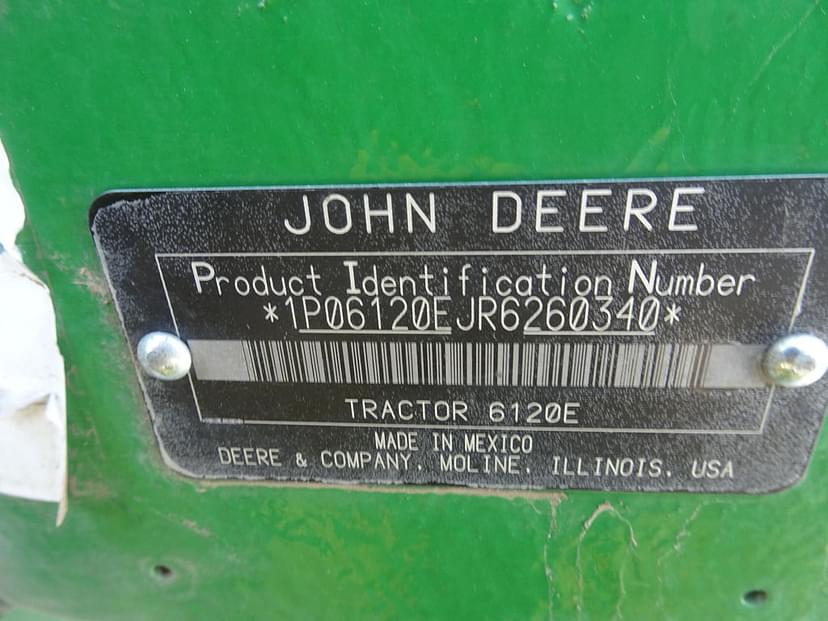 JOHN DEERE
Product Identification Number
*1P06120EJR6260340*
TRACTOR 6120E
MADE IN MEXICO
DEERE & COMPANY. MOLINE. ILLINOIS. USA